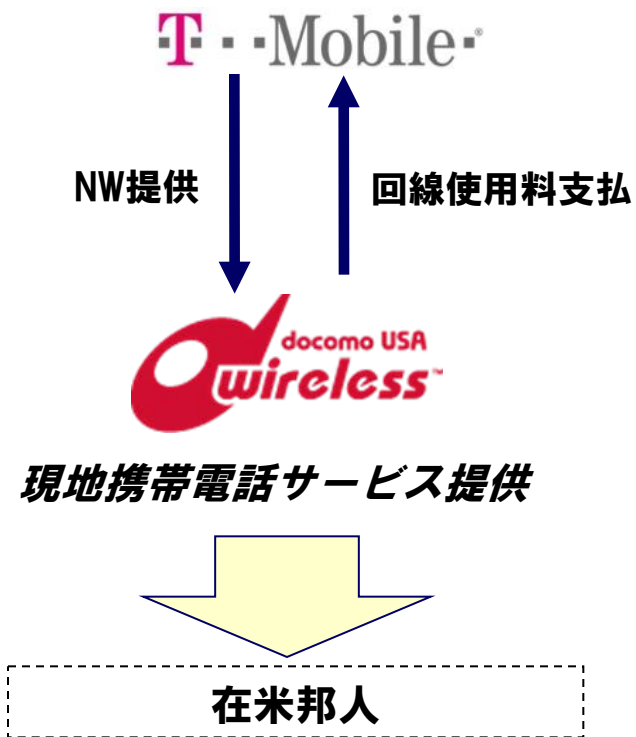 T··Mobile·®
NW提供
回線使用料支払
docomo USA
wireless™
現地携帯電話サービス提供
在米邦人